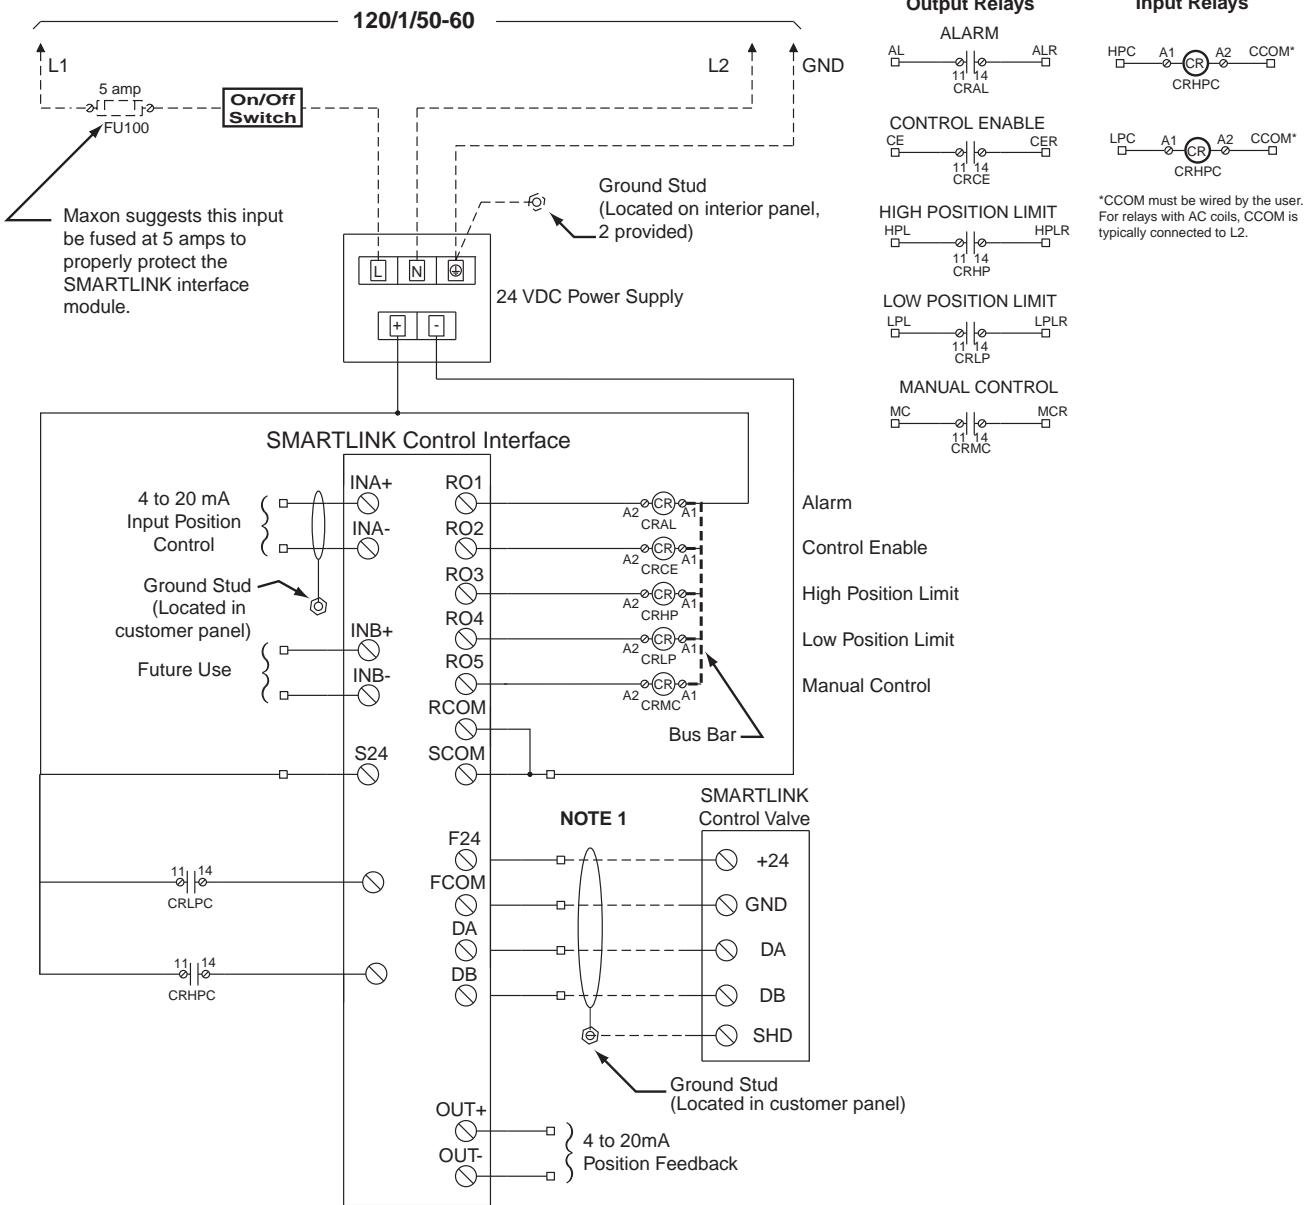 120/1/50-60
L1
L2
GND
5 amp
FU100
On/Off
Switch
Maxon suggests this input
be fused at 5 amps to
properly protect the
SMARTLINK interface
module.
Ground Stud
(Located on interior panel,
2 provided)
L
N
24 VDC Power Supply
+
-
Output Relays
ALARM
AL
ALR
11 14
CRAL
CONTROL ENABLE
CE
CER
11 14
CRCE
HIGH POSITION LIMIT
HPL
HPLR
11 14
CRHP
LOW POSITION LIMIT
LPL
LPLR
11 14
CRLP
MANUAL CONTROL
MC
MCR
11 14
CRMC
Input Relays
HPC
A1
CR
A2
CCOM*
CRHPC
LPC
A1
CR
A2
CCOM*
CRHPC
*CCOM must be wired by the user.
For relays with AC coils, CCOM is
typically connected to L2.
SMARTLINK Control Interface
4 to 20 mA
Input Position
Control
INA+
INA-
Ground Stud
(Located in
customer panel)
Future Use
INB+
INB-
S24
11 14
CRLPC
11 14
CRHPC
RO1
A2
CR
A1
CRAL
Alarm
RO2
A2
CR
A1
CRCE
Control Enable
RO3
A2
CR
A1
CRHP
High Position Limit
RO4
A2
CR
A1
CRLP
Low Position Limit
RO5
A2
CR
A1
CRMC
Manual Control
Bus Bar
RCOM
SCOM
NOTE 1
SMARTLINK
Control Valve
F24
+24
FCOM
GND
DA
DA
DB
DB
SHD
Ground Stud
(Located in customer panel)
OUT+
OUT-
4 to 20mA
Position Feedback